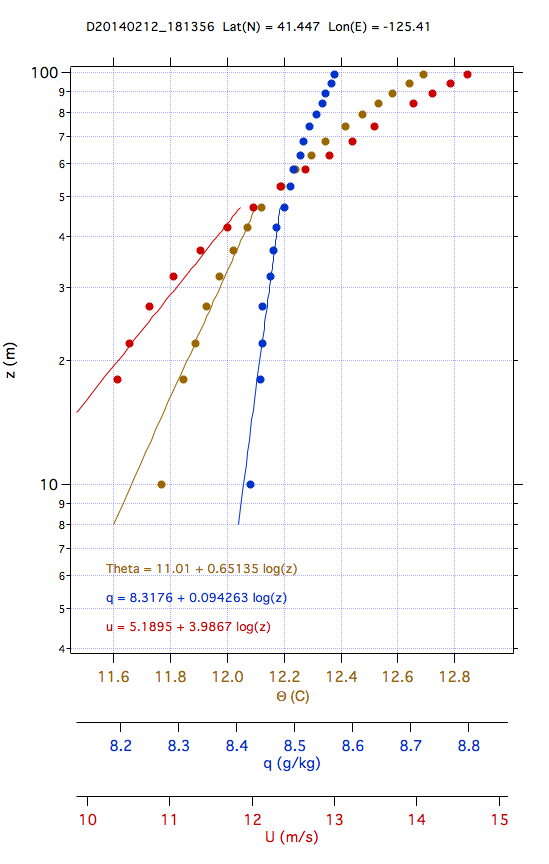 D20140212_181356  Lat(N) = 41.447  Lon(E) = -125.41
100
9
8
7
6
5
4
3
2
10
9
8
7
6
5
4
z (m)
Theta = 11.01 + 0.65135 log(z)
q = 8.3176 + 0.094263 log(z)
u = 5.1895 + 3.9867 log(z)
11.6 11.8 12.0 12.2 12.4 12.6 12.8
Θ (C)
8.2 8.3 8.4 8.5 8.6 8.7 8.8
q (g/kg)
10 11 12 13 14 15
U (m/s)